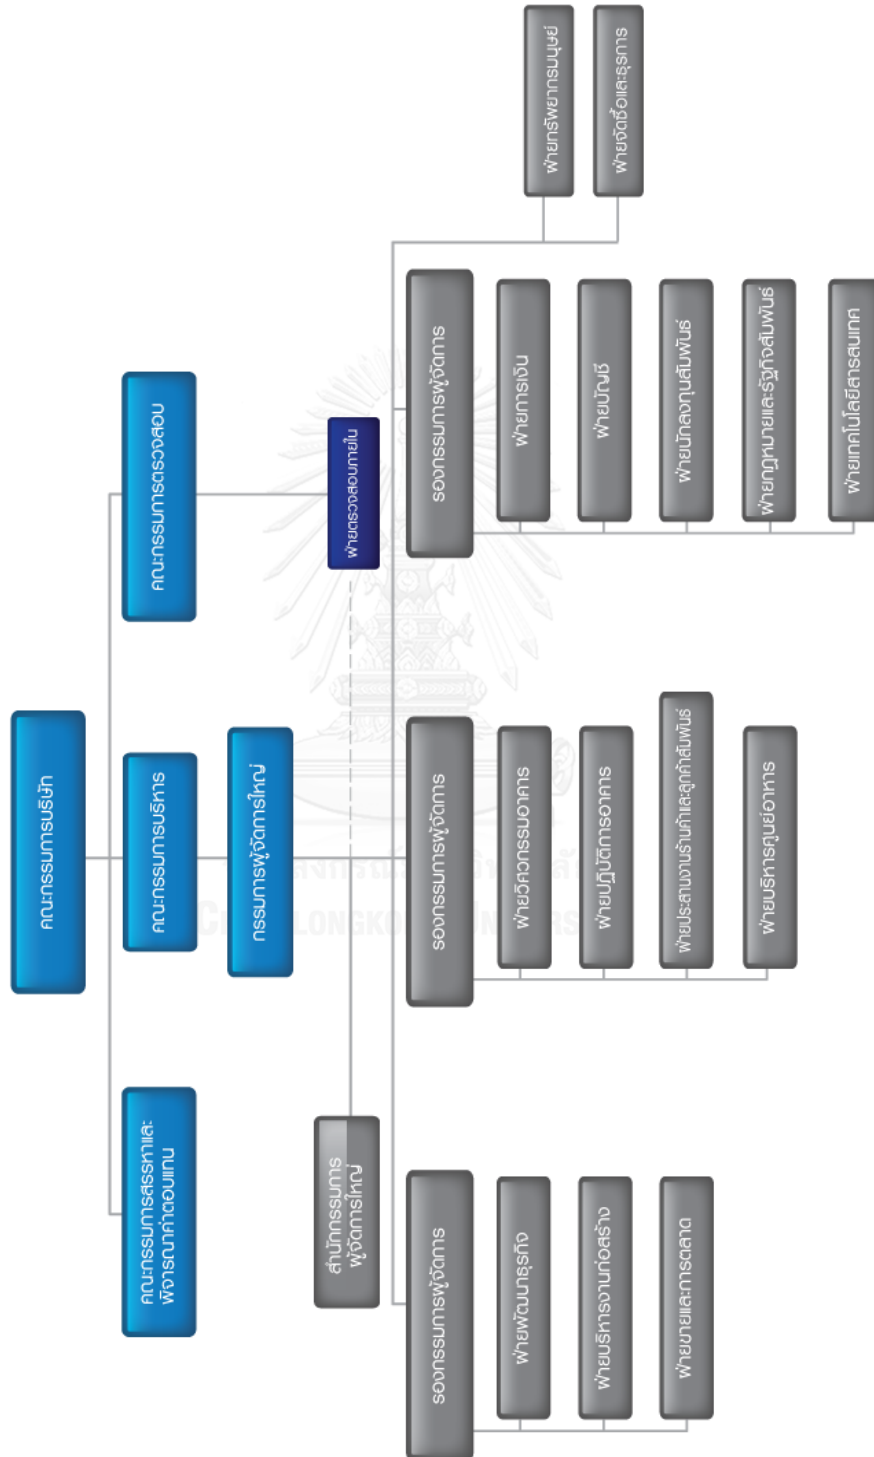 คณะกรรมการบริษัท
คณะกรรมการสรรหาและ
พิจารณาค่าตอบแทน
คณะกรรมการบริหาร
คณะกรรมการตรวจสอบ
กรรมการผู้จัดการใหญ่
สำนักกรรมการ
ผู้จัดการใหญ่
ฝ่ายตรวจสอบภายใน
รองกรรมการผู้จัดการ
ฝ่ายพัฒนาธุรกิจ
ฝ่ายบริหารงานก่อสร้าง
ฝ่ายขายและการตลาด
รองกรรมการผู้จัดการ
ฝ่ายวิศวกรรมอาคาร
ฝ่ายปฏิบัติการอาคาร
ฝ่ายประสานงานร้านค้าและลูกค้าสัมพันธ์
ฝ่ายบริหารศูนย์อาหาร
รองกรรมการผู้จัดการ
ฝ่ายการเงิน
ฝ่ายบัญชี
ฝ่ายนักลงทุนสัมพันธ์
ฝ่ายกฎหมายและรัฐกิจสัมพันธ์
ฝ่ายเทคโนโลยีสารสนเทศ
ฝ่ายทรัพยากรมนุษย์
ฝ่ายจัดซื้อและธุรการ